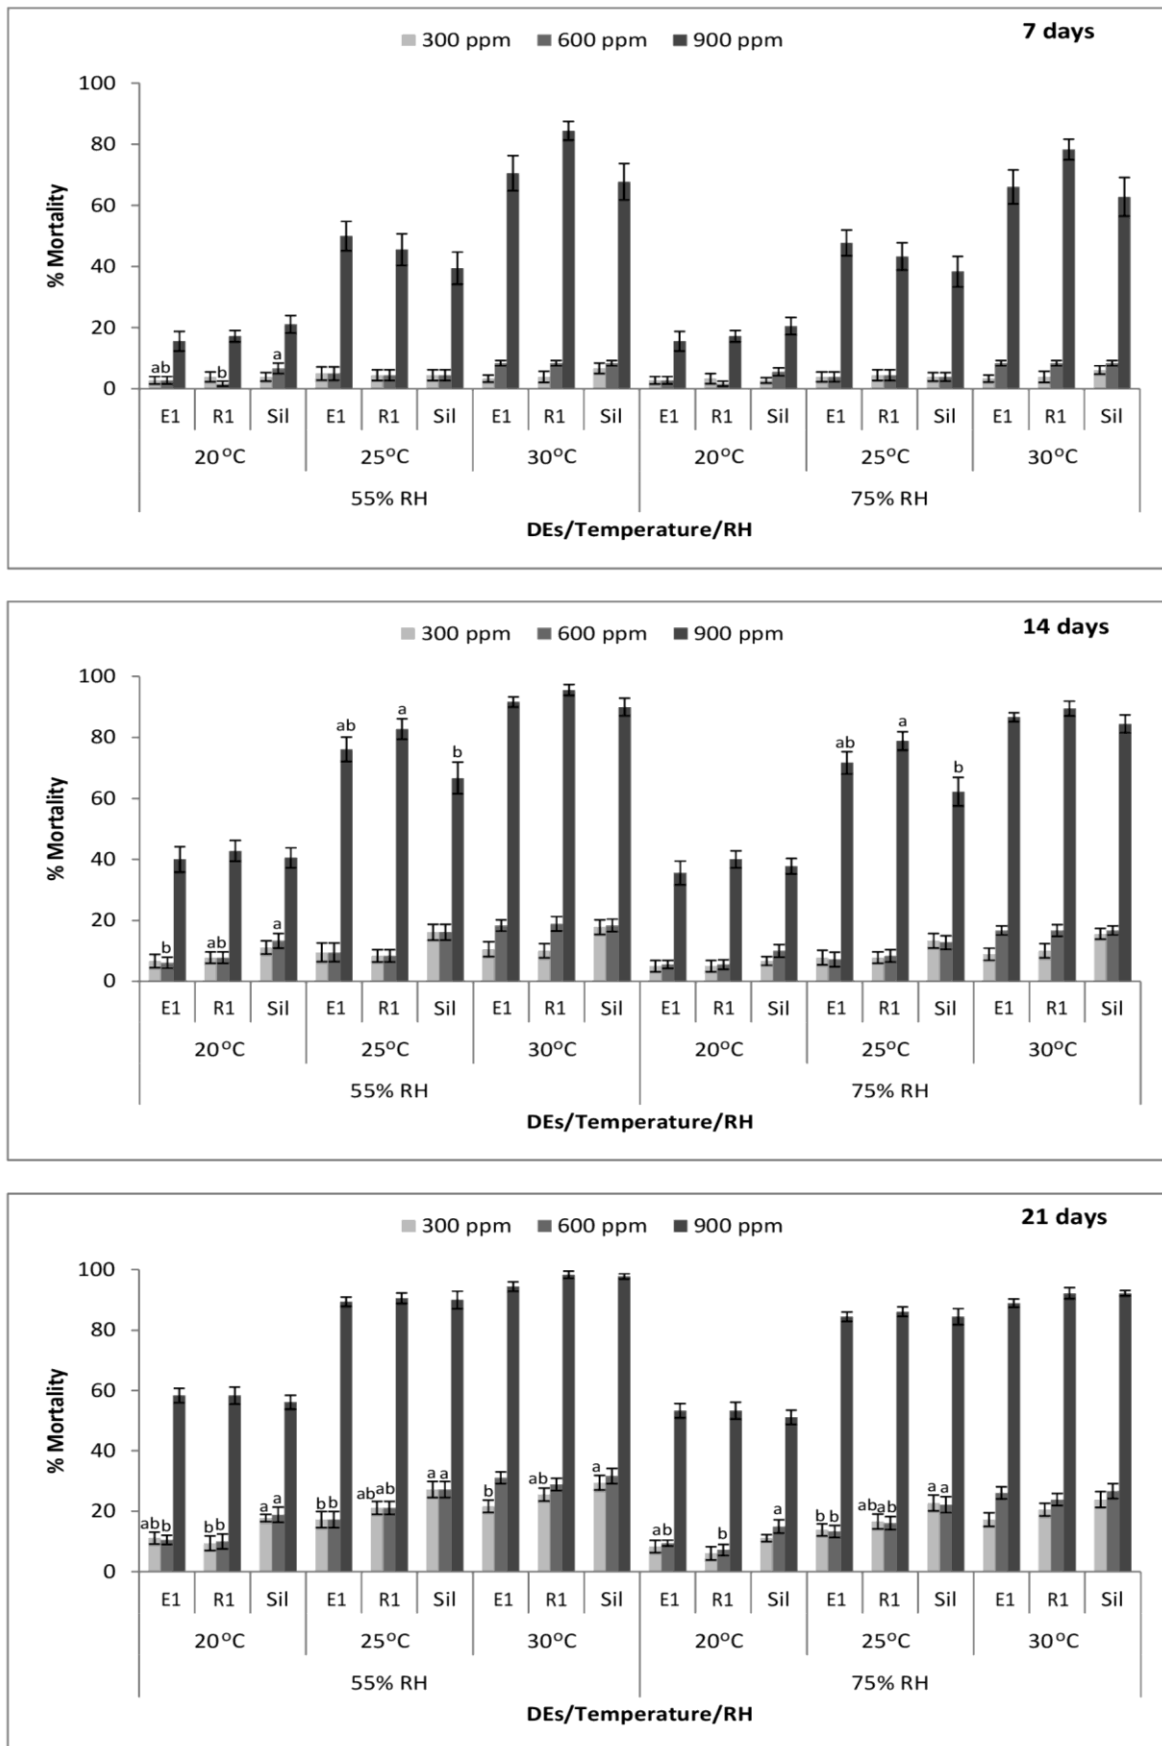 7 days
300 ppm 600 ppm 900 ppm
100
80
60
40
20
0
% Mortality
ab b a
E1 R1 Sil E1 R1 Sil E1 R1 Sil E1 R1 Sil E1 R1 Sil E1 R1 Sil
20°C 25°C 30°C 20°C 25°C 30°C
55% RH 75% RH
DEs/Temperature/RH
14 days
300 ppm 600 ppm 900 ppm
100
80
60
40
20
0
% Mortality
ab a b ab a b
b ab a
E1 R1 Sil E1 R1 Sil E1 R1 Sil E1 R1 Sil E1 R1 Sil E1 R1 Sil
20°C 25°C 30°C 20°C 25°C 30°C
55% RH 75% RH
DEs/Temperature/RH
21 days
300 ppm 600 ppm 900 ppm
100
80
60
40
20
0
% Mortality
ab b b b a a b b ab ab a a b ab a ab b a b b ab ab a a
E1 R1 Sil E1 R1 Sil E1 R1 Sil E1 R1 Sil E1 R1 Sil E1 R1 Sil
20°C 25°C 30°C 20°C 25°C 30°C
55% RH 75% RH
DEs/Temperature/RH